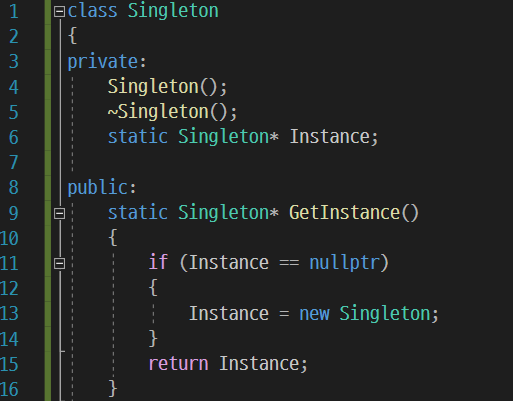 1 class Singleton
2 {
3 private:
4     Singleton();
5     ~Singleton();
6     static Singleton* Instance;
7
8 public:
9     static Singleton* GetInstance()
10     {
11         if (Instance == nullptr)
12         {
13             Instance = new Singleton;
14         }
15         return Instance;
16     }